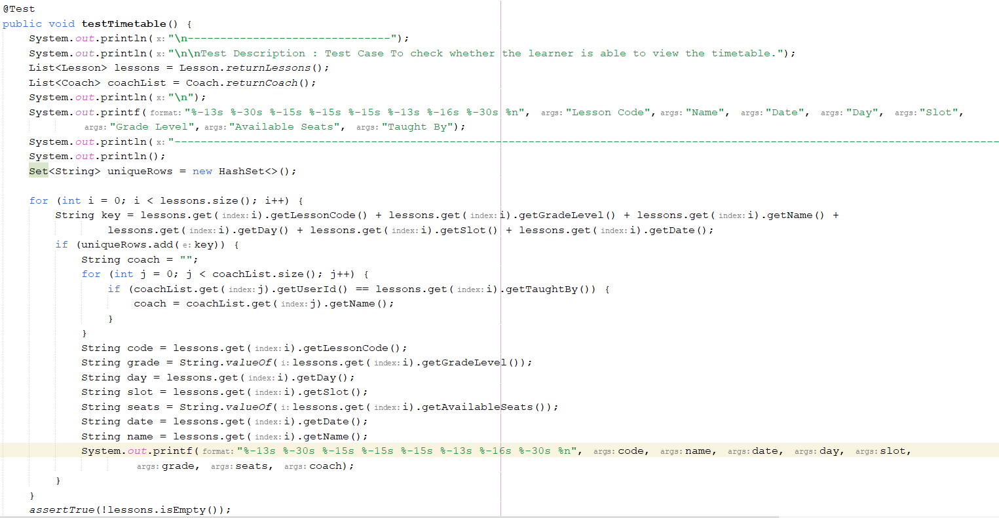 @Test
public void testTimetable() {
    System.out.println( x: "\n-------------------------------");
    System.out.println( x: "\n\nTest Description : Test Case To check whether the learner is able to view the timetable.");
    List<Lesson> lessons = Lesson.returnLessons();
    List<Coach> coachList = Coach.returnCoach();
    System.out.println( x: "\n");
    System.out.printf( format: "%-13s %-30s %-15s %-15s %-15s %-13s %-16s %-30s %n", args: "Lesson Code", args: "Name", args: "Date", args: "Day", args: "Slot",
            args: "Grade Level", args: "Available Seats", args: "Taught By");
    System.out.println( x: "------------------------------------------------------------------------------------------------------------------------------
    System.out.println();
    Set<String> uniqueRows = new HashSet<>();
    for (int i = 0; i < lessons.size(); i++) {
        String key = lessons.get( index: i).getLessonCode() + lessons.get( index: i).getGradeLevel() + lessons.get( index: i).getName() +
                lessons.get( index: i).getDay() + lessons.get( index: i).getSlot() + lessons.get( index: i).getDate();
        if (uniqueRows.add( e: key)) {
            String coach = "";
            for (int j = 0; j < coachList.size(); j++) {
                if (coachList.get( index: j).getUserId() == lessons.get( index: i).getTaughtBy()) {
                    coach = coachList.get( index: j).getName();
                }
            }
            String code = lessons.get( index: i).getLessonCode();
            String grade = String.valueOf( i: lessons.get( index: i).getGradeLevel());
            String day = lessons.get( index: i).getDay();
            String slot = lessons.get( index: i).getSlot();
            String seats = String.valueOf( i: lessons.get( index: i).getAvailableSeats());
            String date = lessons.get( index: i).getDate();
            String name = lessons.get( index: i).getName();
            System.out.printf( format: "%-13s %-30s %-15s %-15s %-15s %-13s %-16s %-30s %n", args: code, args: name, args: date, args: day, args: slot,
                    args: grade, args: seats, args: coach);
        }
    }
    assertTrue(!lessons.isEmpty());